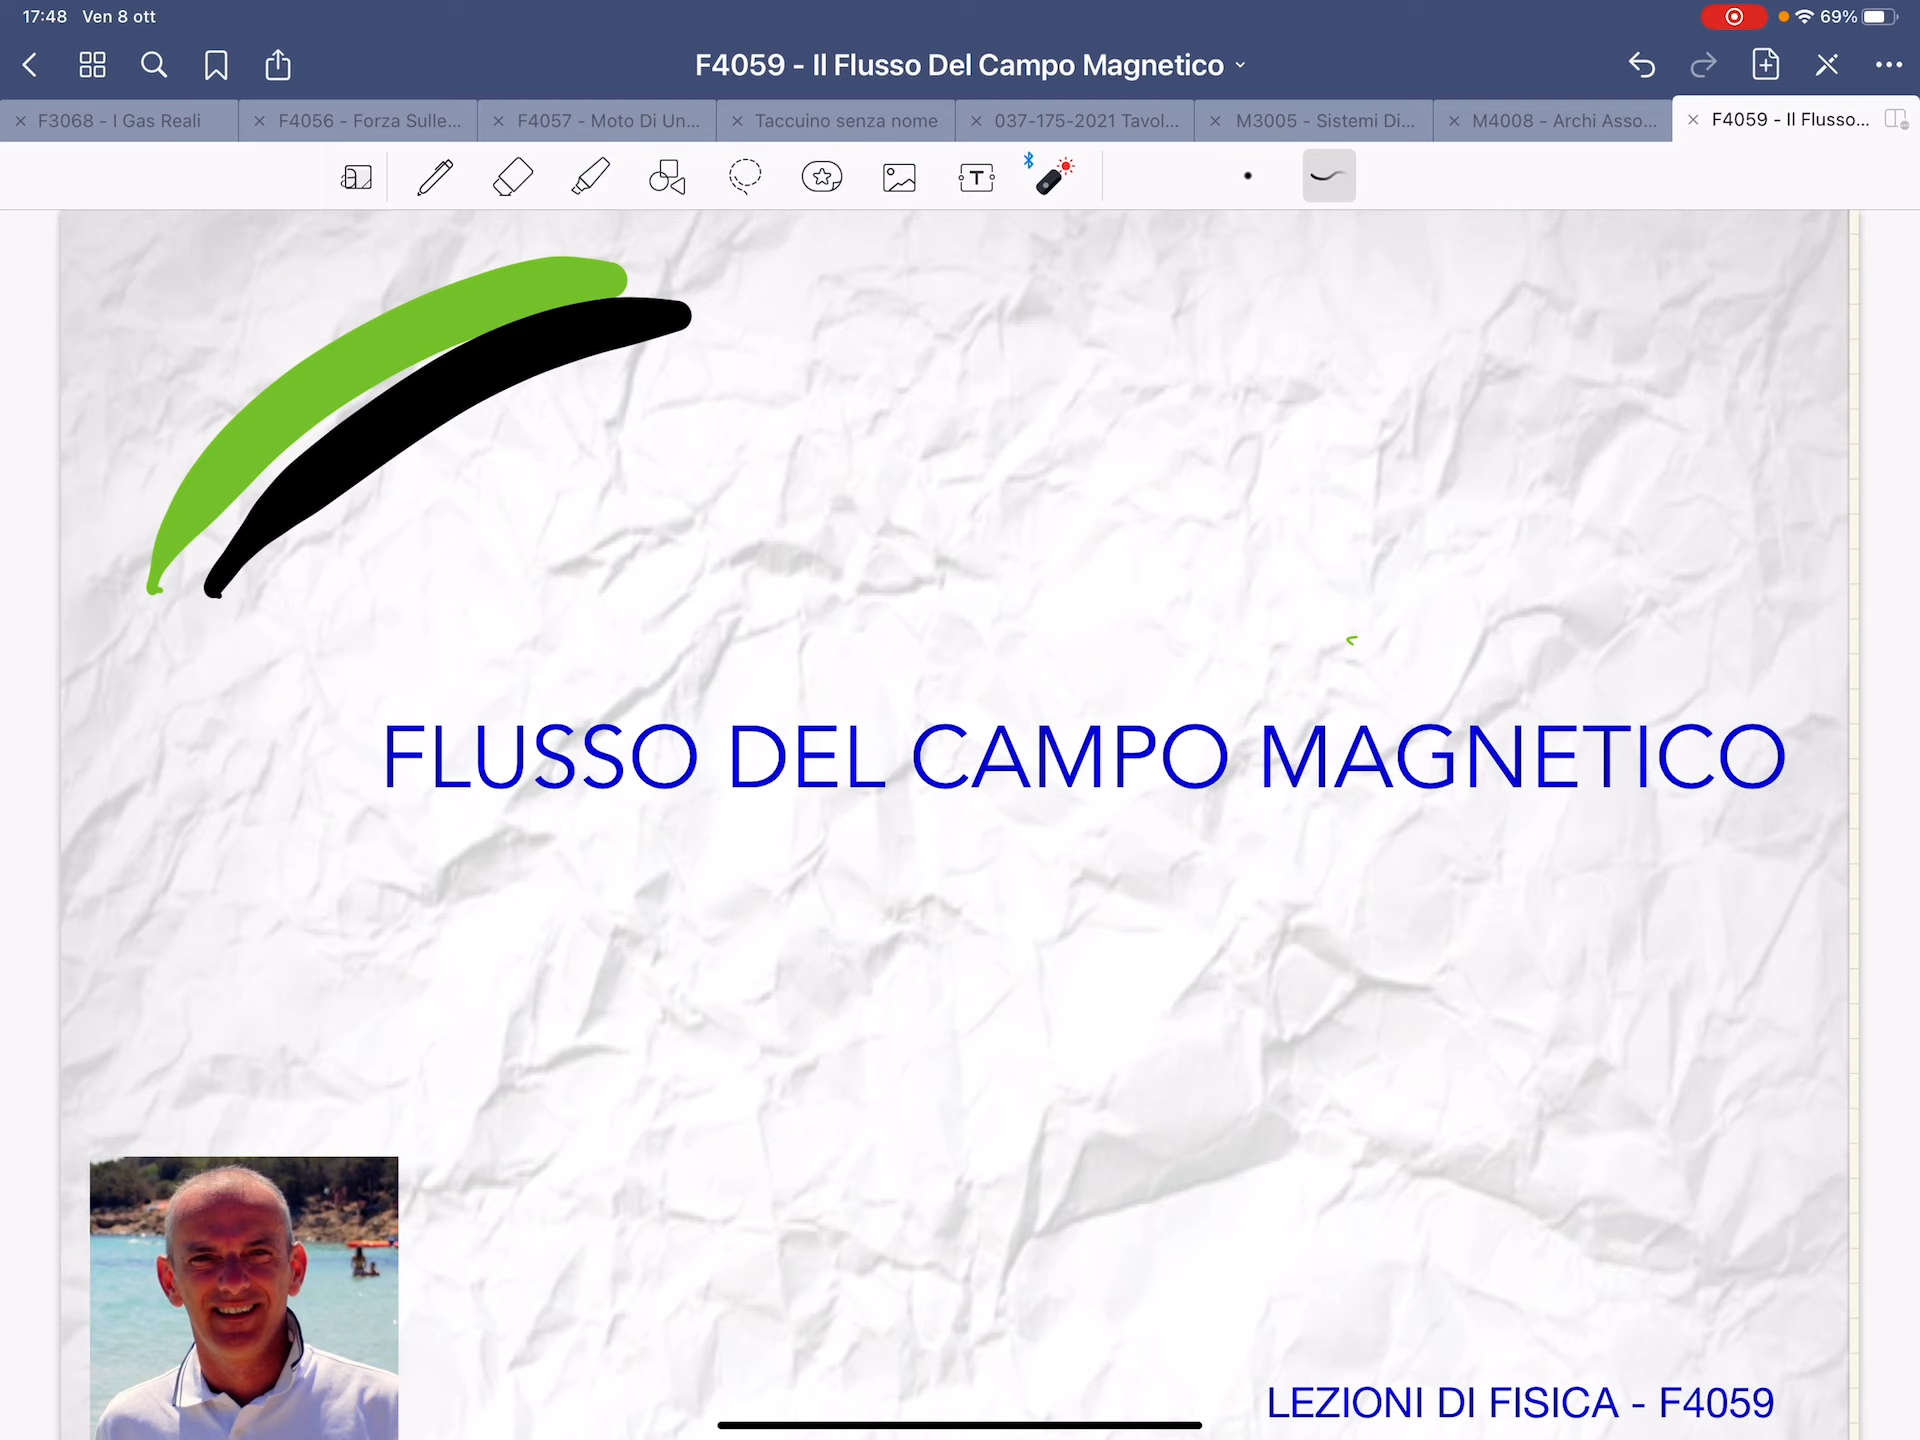 17:48 Ven 8 ott
69%
F4059 - Il Flusso Del Campo Magnetico
F3068 - I Gas Reali
F4056 - Forza Sulle...
F4057 - Moto Di Un...
Taccuino senza nome
037-175-2021 Tavol...
M3005 - Sistemi Di...
M4008 - Archi Asso...
F4059 - Il Flusso...
T
FLUSSO DEL CAMPO MAGNETICO
LEZIONI DI FISICA - F4059